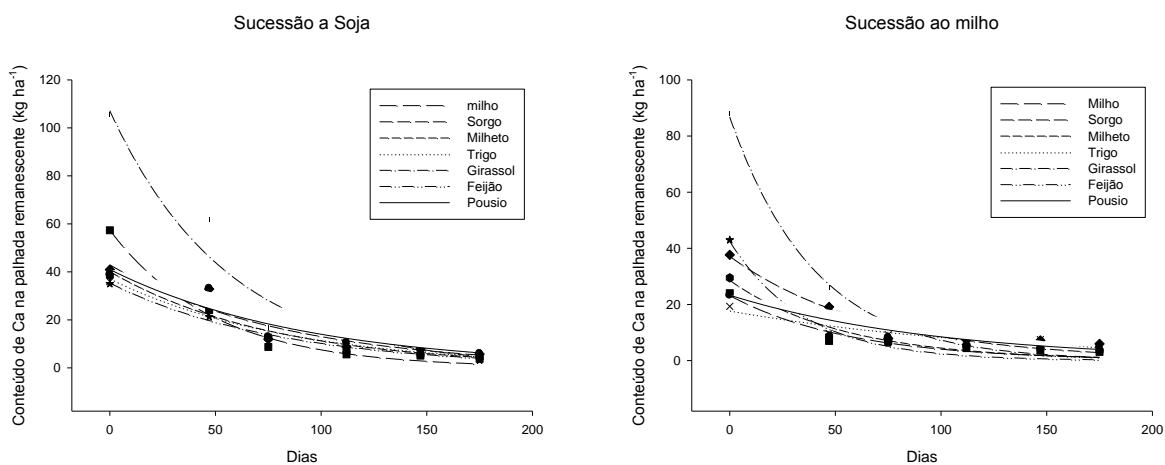 Sucessão a Soja
Conteúdo de Ca na palhada remanescente (kg ha-1)
120
100
80
60
40
20
0
0
50
100
150
200
Dias
milho
Sorgo
Milheto
Trigo
Girassol
Feijão
Pousio
Sucessão ao milho
Conteúdo de Ca na palhada remanescente (kg ha-1)
100
80
60
40
20
0
0
50
100
150
200
Dias
Milho
Sorgo
Milheto
Trigo
Girassol
Feijão
Pousio